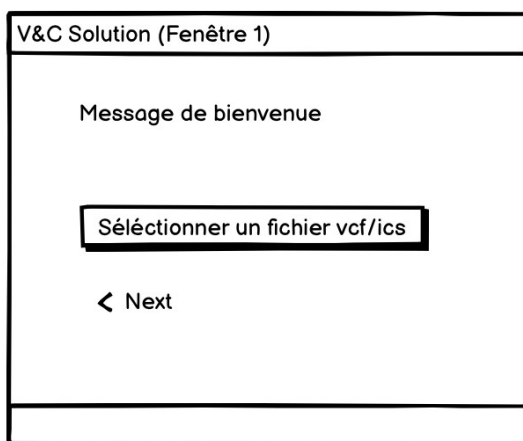 V&C Solution (Fenêtre 1)
Message de bienvenue
Séléctionner un fichier vcf/ics
< Next